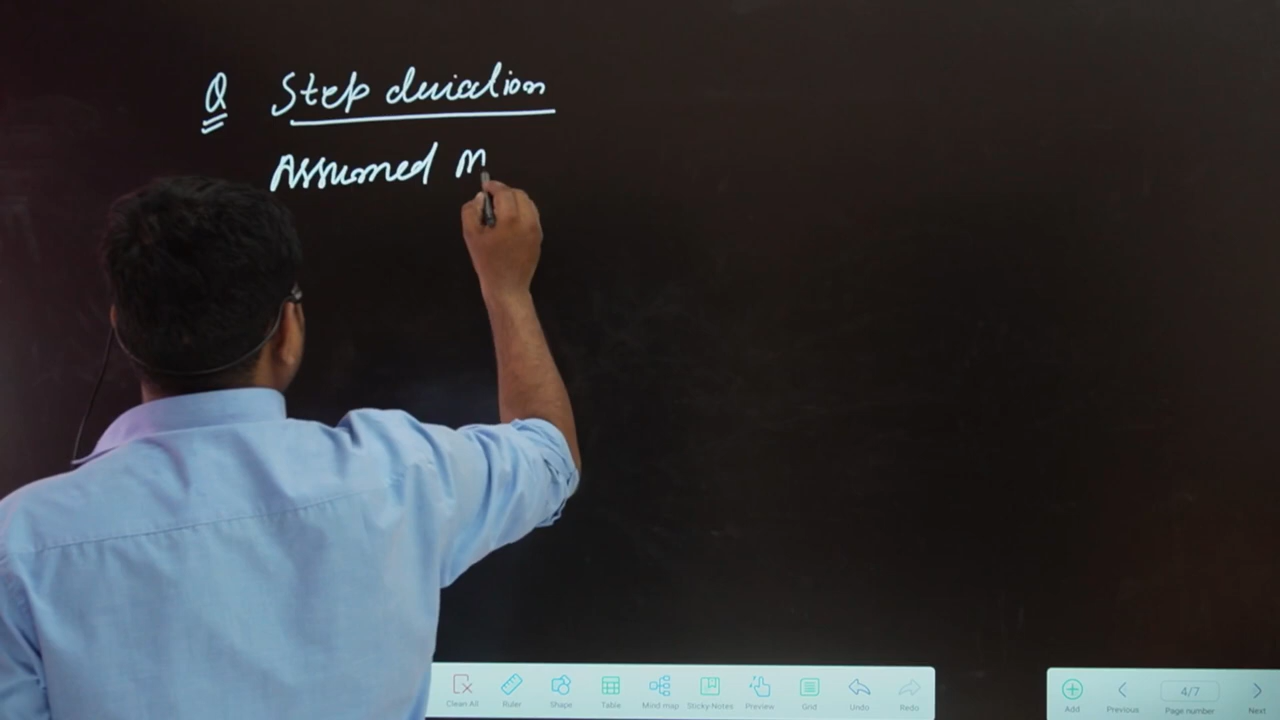 Q Step deviation
Assumed M
Clean All Ruler Shape Table Mind map Sticky-Notes Preview Grid Undo Redo
Add Previous 4/7 Page number Next